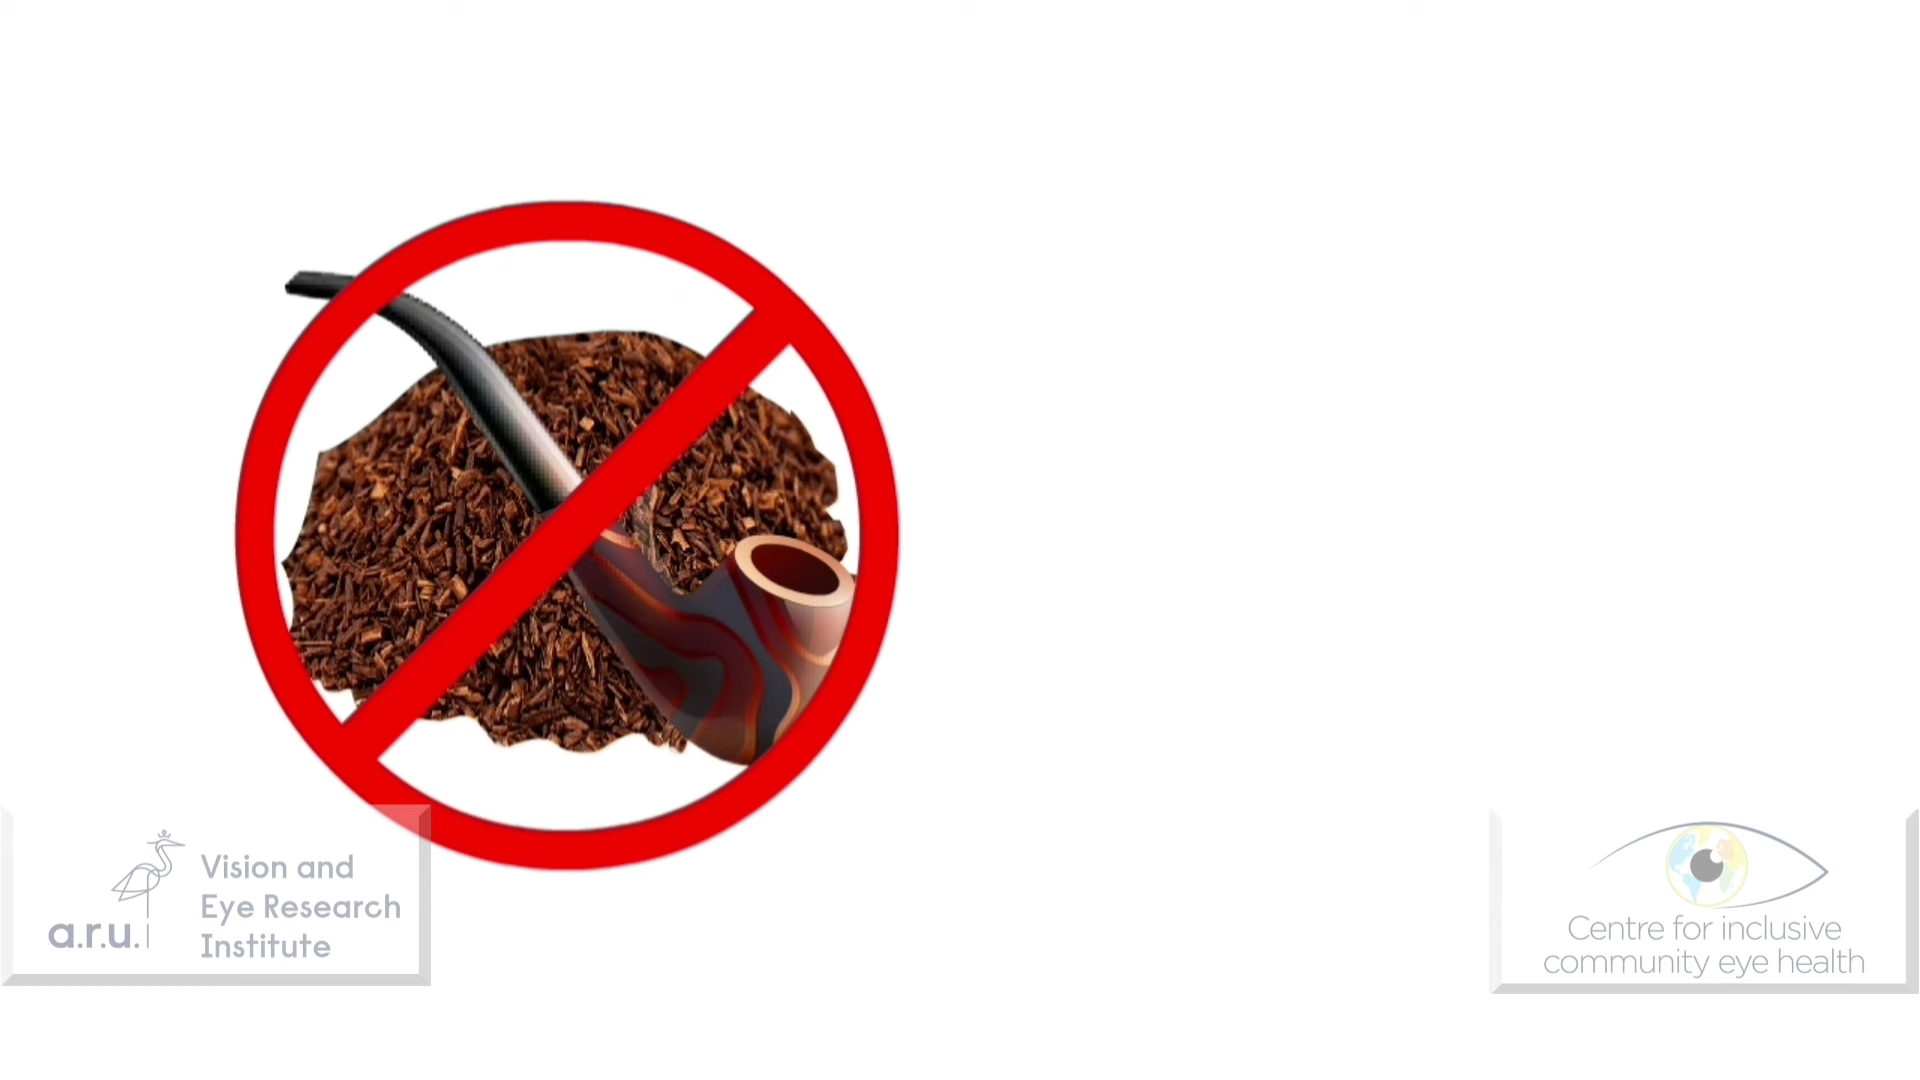 a.r.u.
Vision and
Eye Research
Institute
Centre for inclusive
community eye health